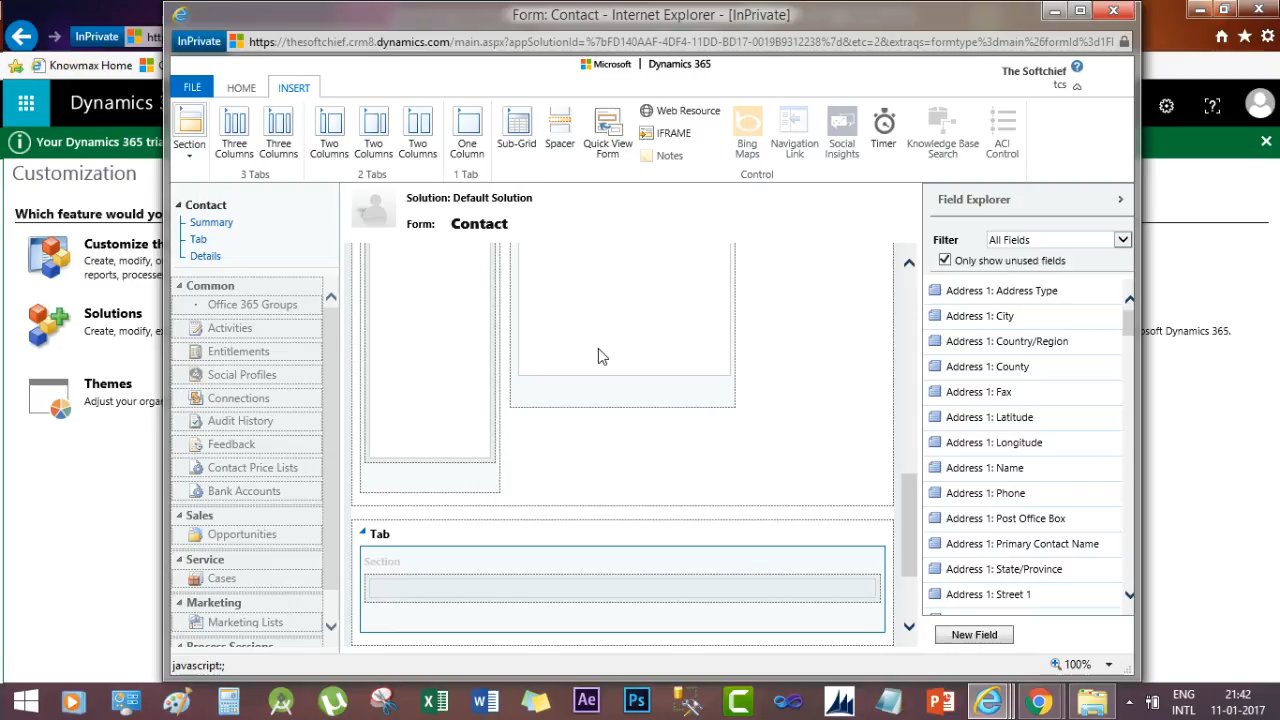 Form: Contact - Internet Explorer - [InPrivate]
InPrivate
https://thesoftchief.crm8.dynamics.com/main.aspx?appSolutionId=%7bFD140AAF-4DF4-11DD-BD17-0019B9312238%7d&etc=2&extraqs=formtype%3dmain%26formId%3d1FI
InPrivate
htt
Knowmax Home
Microsoft | Dynamics 365
The Softchief
tcs
FILE
HOME
INSERT
Dynamics
Your Dynamics 365 tria
Section
Three Columns
Three Columns
3 Tabs
Two Columns
Two Columns
Two Columns
2 Tabs
One Column
1 Tab
Sub-Grid
Spacer
Quick View Form
Web Resource
IFRAME
Notes
Bing Maps
Navigation Link
Social Insights
Timer
Knowledge Base Search
ACI Control
Control
Customization
Which feature would yo
Customize th
Create, modify, o
reports, processe
Solutions
Create, modify, ex
Themes
Adjust your orga
osoft Dynamics 365.
Contact
Summary
Tab
Details
Common
Office 365 Groups
Activities
Entitlements
Social Profiles
Connections
Audit History
Feedback
Contact Price Lists
Bank Accounts
Sales
Opportunities
Service
Cases
Marketing
Marketing Lists
Process Sessions
Solution: Default Solution
Form: Contact
Tab
Section
Field Explorer
Filter
All Fields
Only show unused fields
Address 1: Address Type
Address 1: City
Address 1: Country/Region
Address 1: County
Address 1: Fax
Address 1: Latitude
Address 1: Longitude
Address 1: Name
Address 1: Phone
Address 1: Post Office Box
Address 1: Primary Contact Name
Address 1: State/Province
Address 1: Street 1
New Field
javascript:;
100%
Ae
Ps
ENG
INTL
21:42
11-01-2017